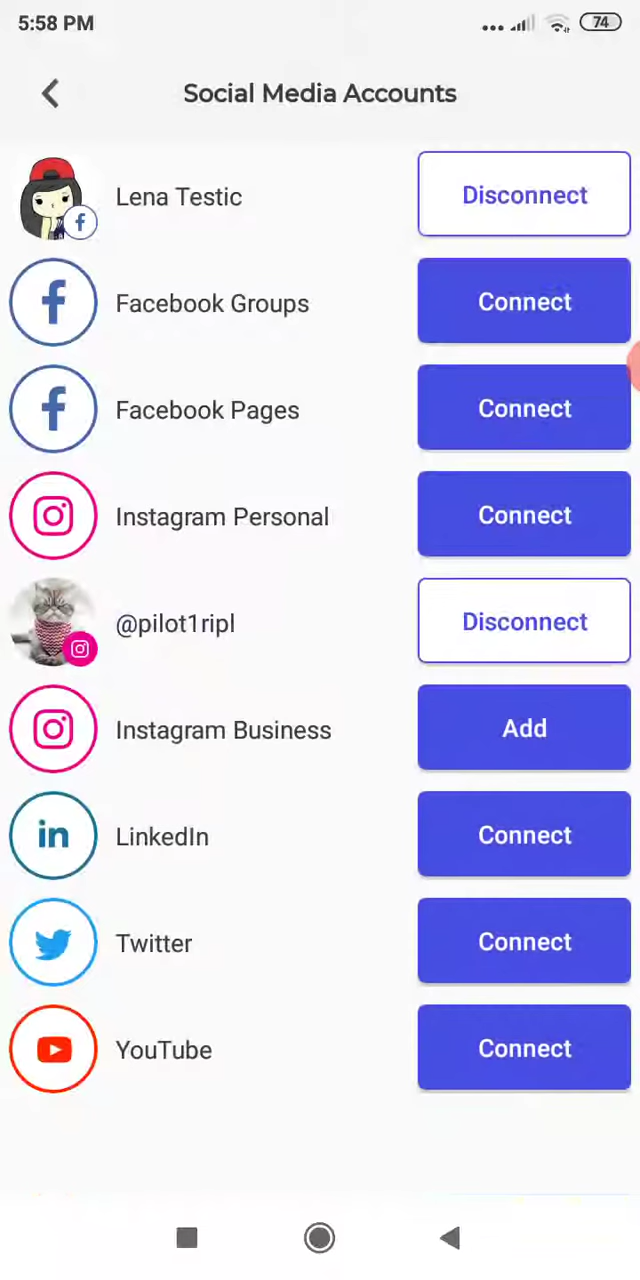 5:58 PM
74
Social Media Accounts
Lena Testic
Disconnect
Facebook Groups
Connect
Facebook Pages
Connect
Instagram Personal
Connect
@pilot1ripl
Disconnect
Instagram Business
Add
LinkedIn
Connect
Twitter
Connect
YouTube
Connect